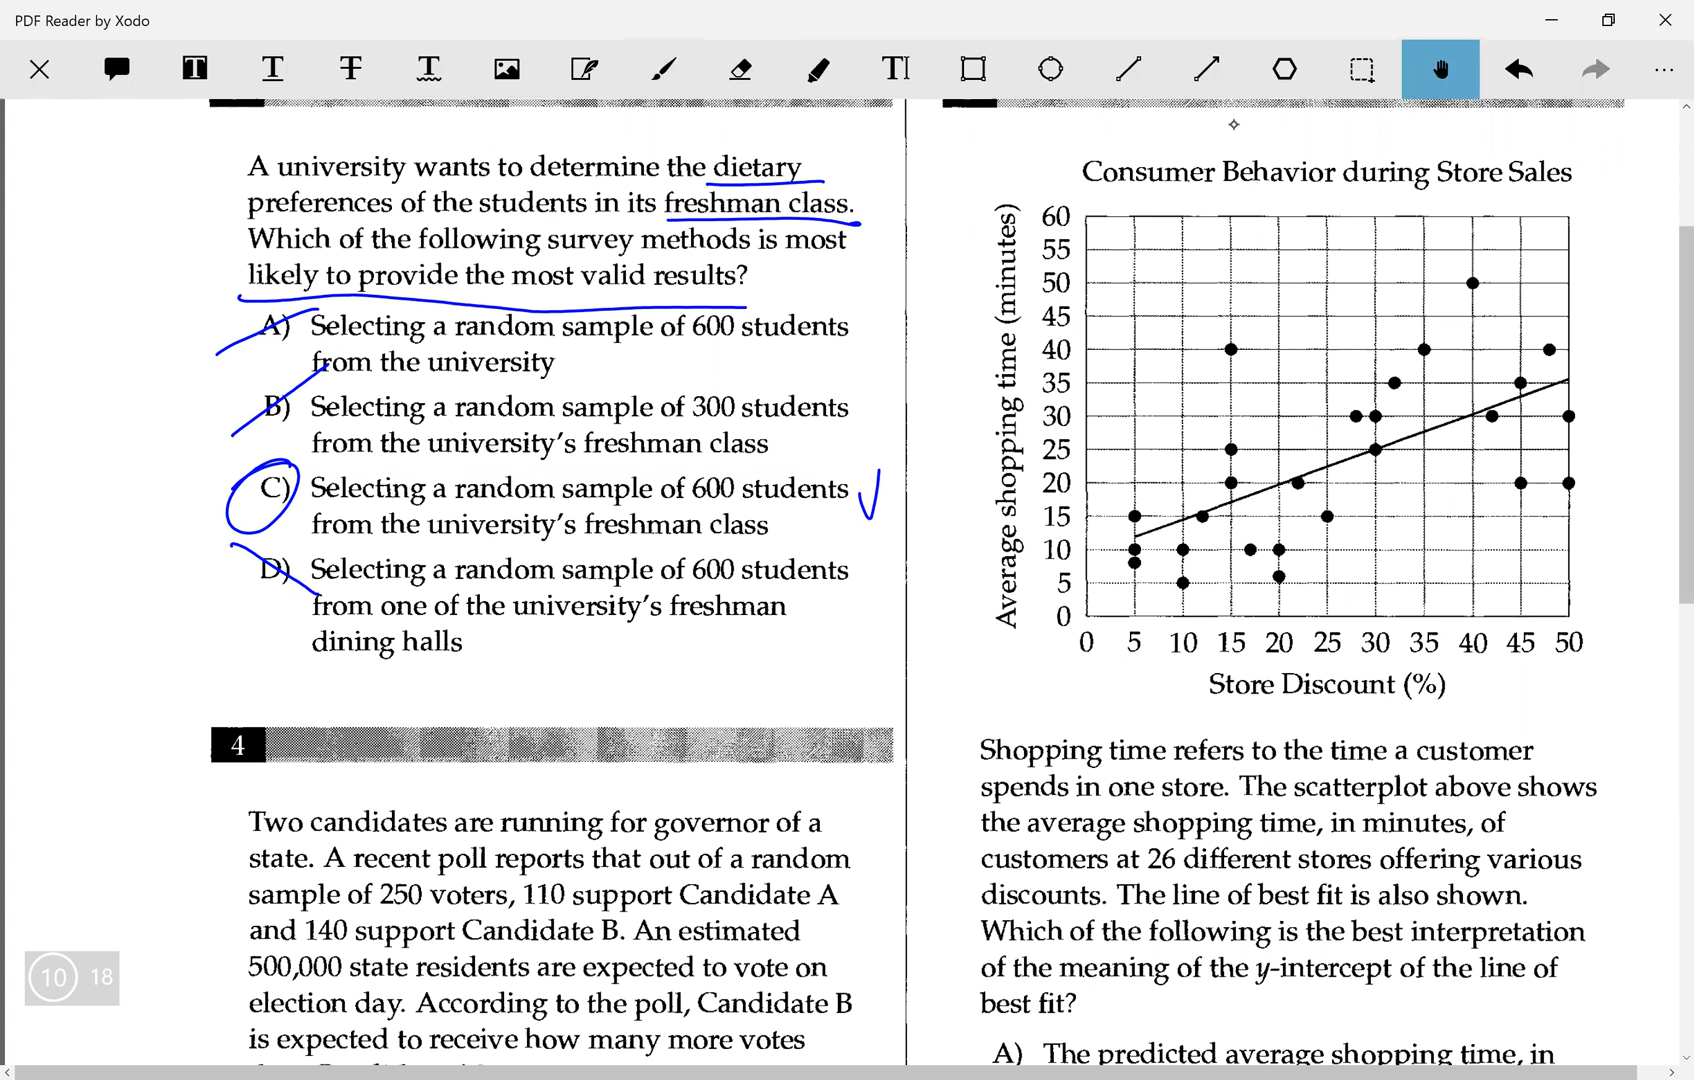 PDF Reader by Xodo
A university wants to determine the dietary
preferences of the students in its freshman class.
Which of the following survey methods is most
likely to provide the most valid results?
A) Selecting a random sample of 600 students
from the university
B) Selecting a random sample of 300 students
from the university's freshman class
C) Selecting a random sample of 600 students
from the university's freshman class
D) Selecting a random sample of 600 students
from one of the university's freshman
dining halls
4
Two candidates are running for governor of a
state. A recent poll reports that out of a random
sample of 250 voters, 110 support Candidate A
and 140 support Candidate B. An estimated
500,000 state residents are expected to vote on
election day. According to the poll, Candidate B
is expected to receive how many more votes
10 18
Consumer Behavior during Store Sales
Average shopping time (minutes)
60
55
50
45
40
35
30
25
20
15
10
5
0
0 5 10 15 20 25 30 35 40 45 50
Store Discount (%)
Shopping time refers to the time a customer
spends in one store. The scatterplot above shows
the average shopping time, in minutes, of
customers at 26 different stores offering various
discounts. The line of best fit is also shown.
Which of the following is the best interpretation
of the meaning of the y-intercept of the line of
best fit?
A) The predicted average shopping time, in